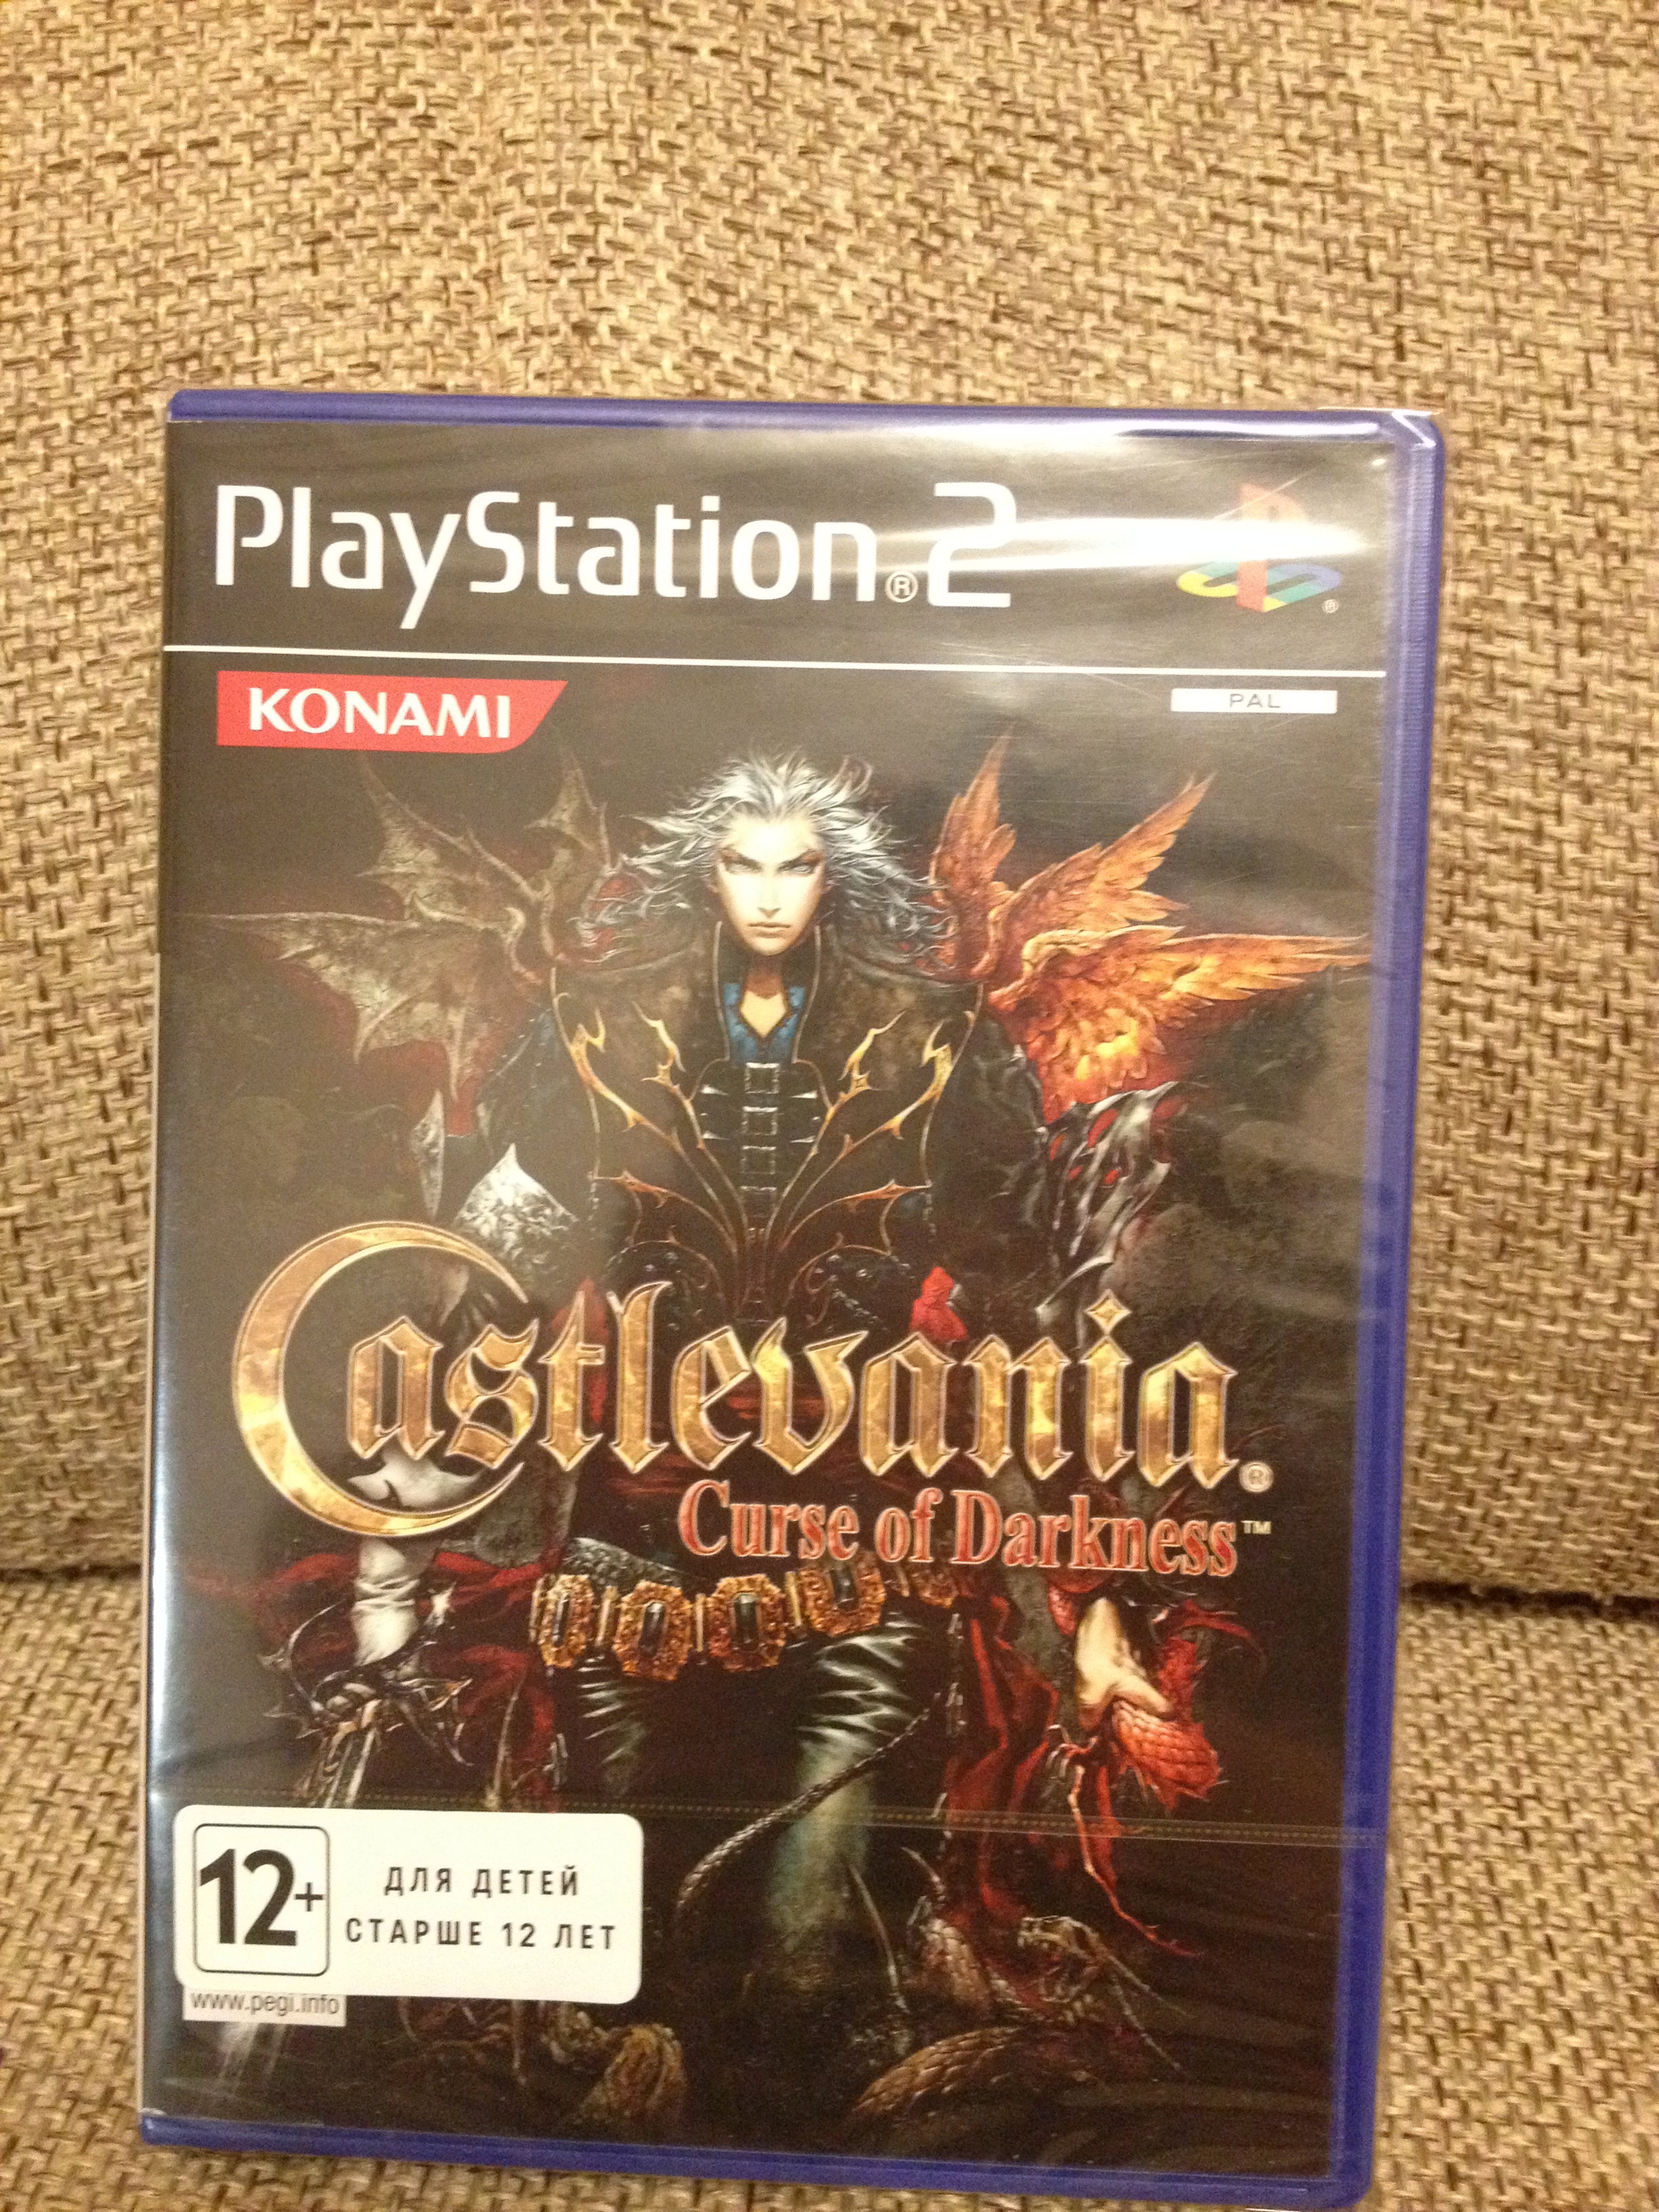 PlayStation®2
®
KONAMI
PAL
Castlevania®
Curse of Darkness™
12+
ДЛЯ ДЕТЕЙ
СТАРШЕ 12 ЛЕТ
www.pegi.info